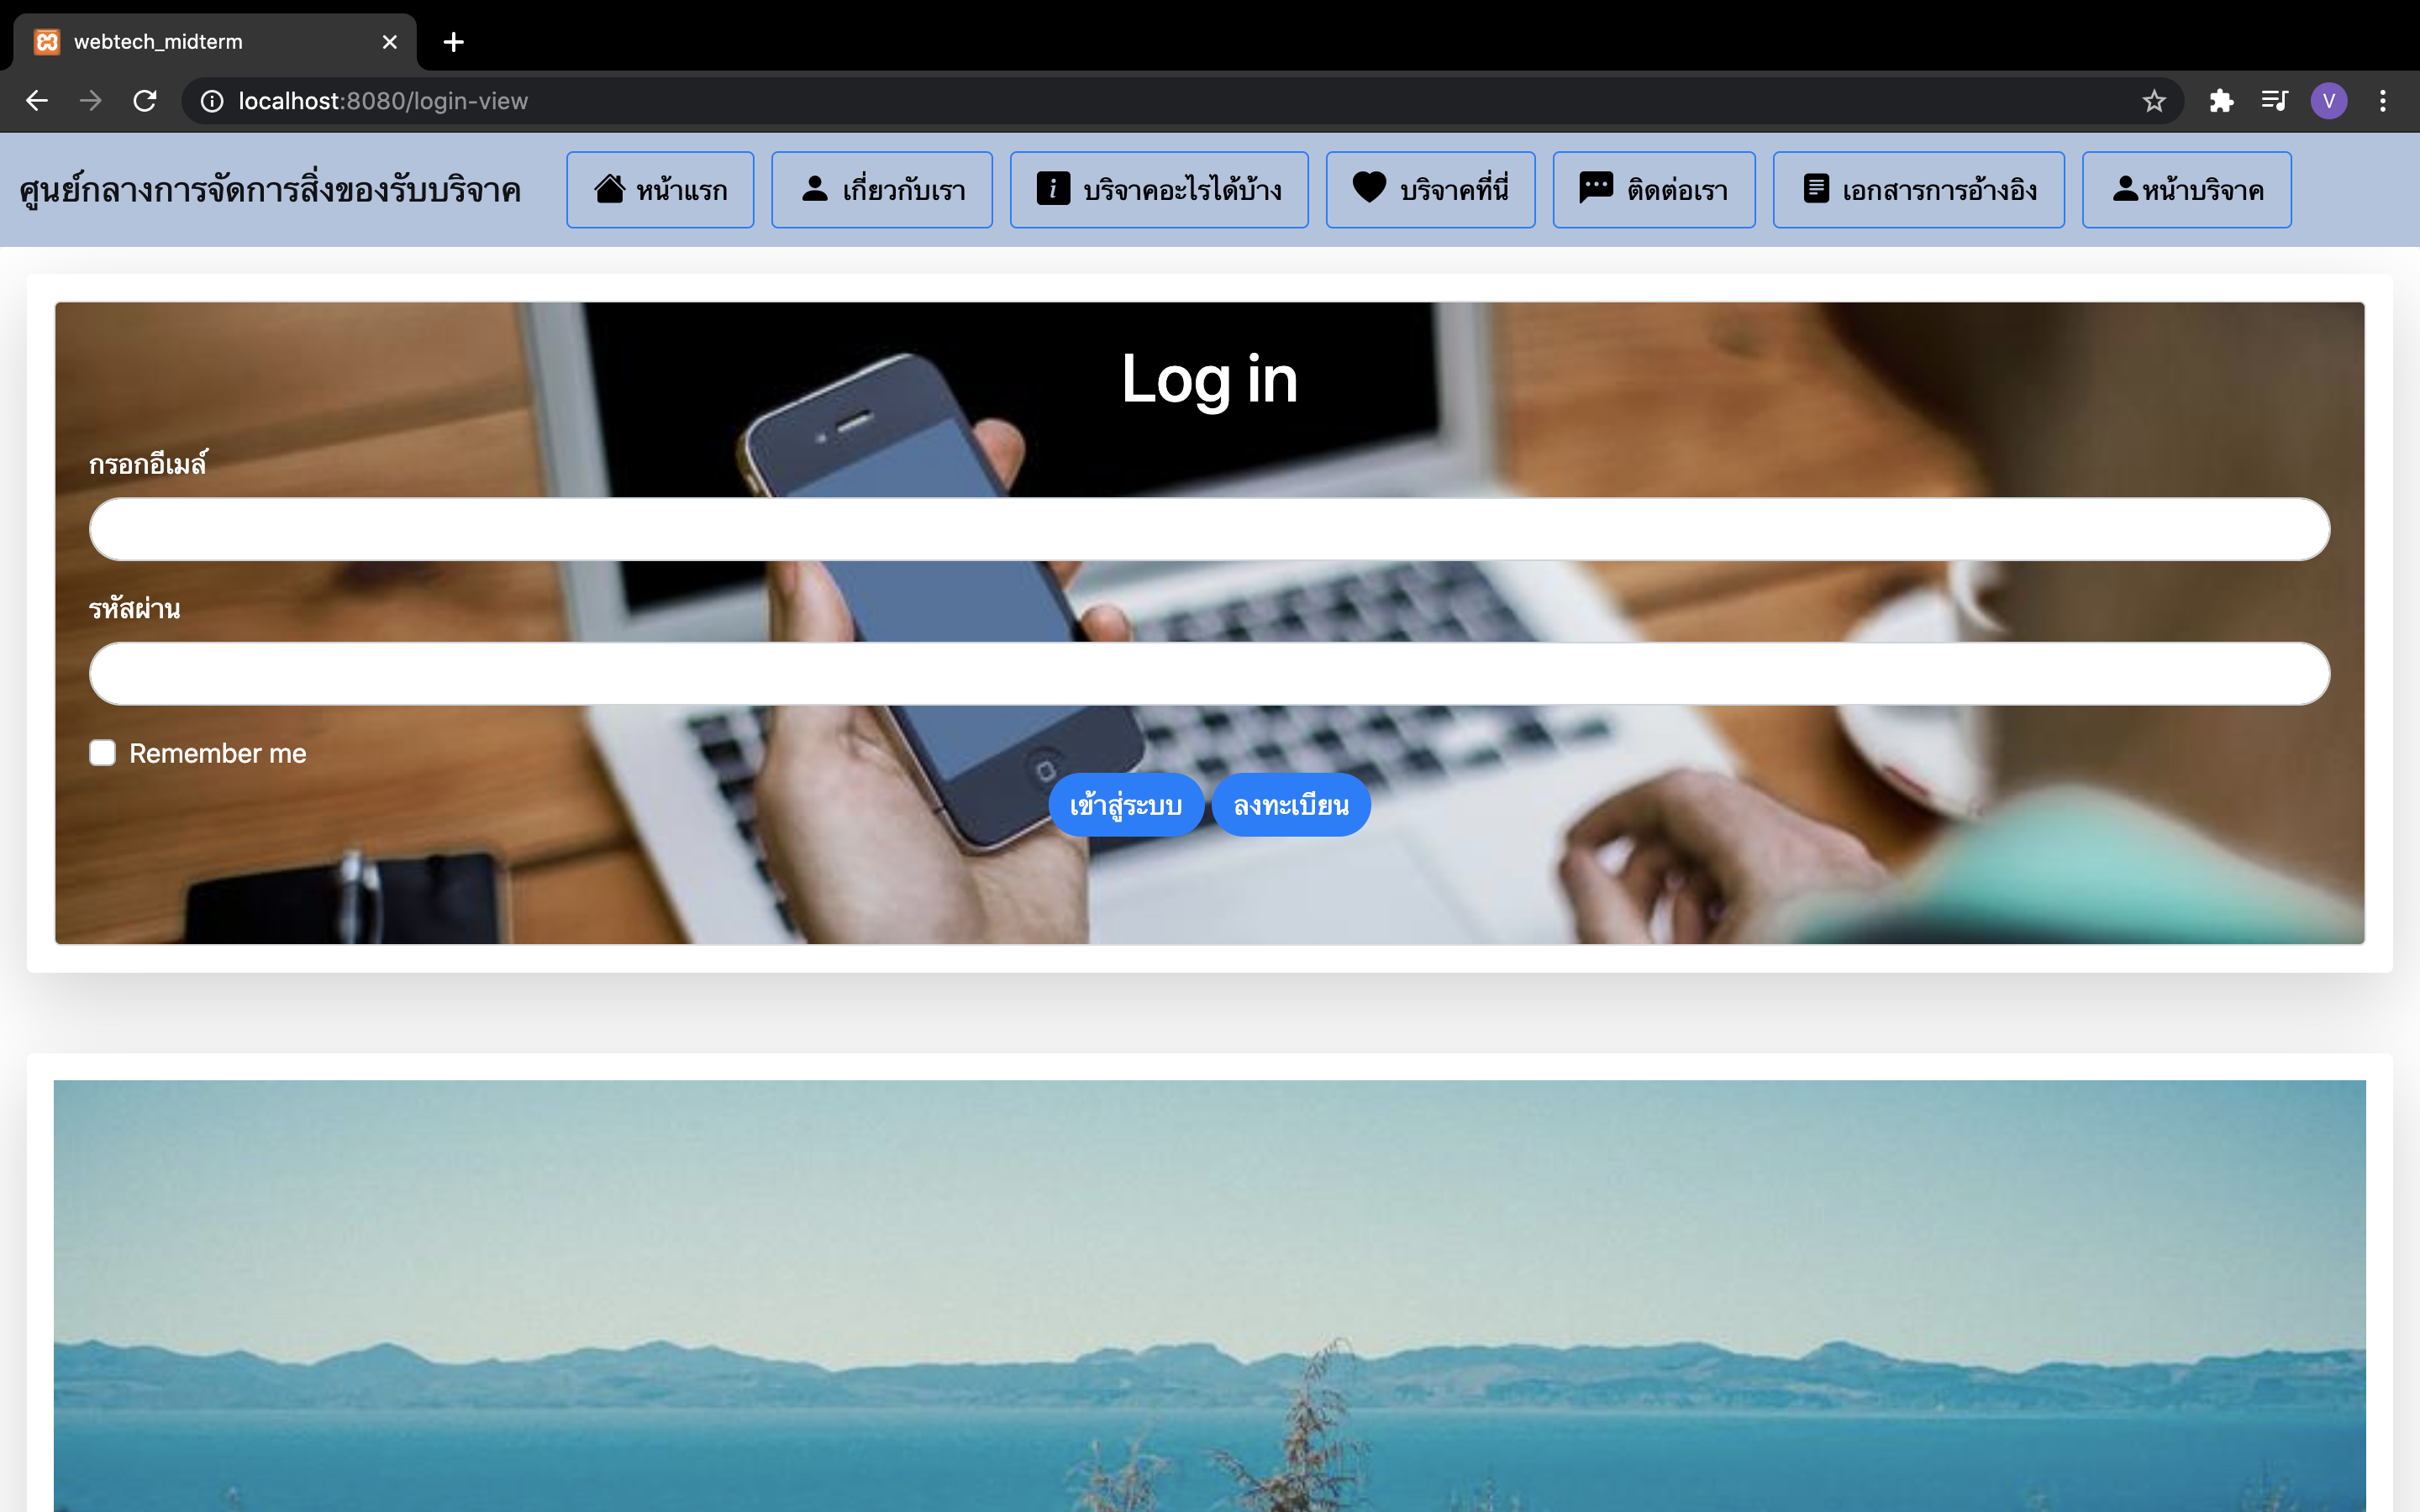 webtech_midterm
localhost:8080/login-view
V
ศูนย์กลางการจัดการสิ่งของรับบริจาค
หน้าแรก
เกี่ยวกับเรา
บริจาคอะไรได้บ้าง
บริจาคที่นี่
ติดต่อเรา
เอกสารการอ้างอิง
หน้าบริจาค
Log in
กรอกอีเมล์
รหัสผ่าน
Remember me
เข้าสู่ระบบ
ลงทะเบียน